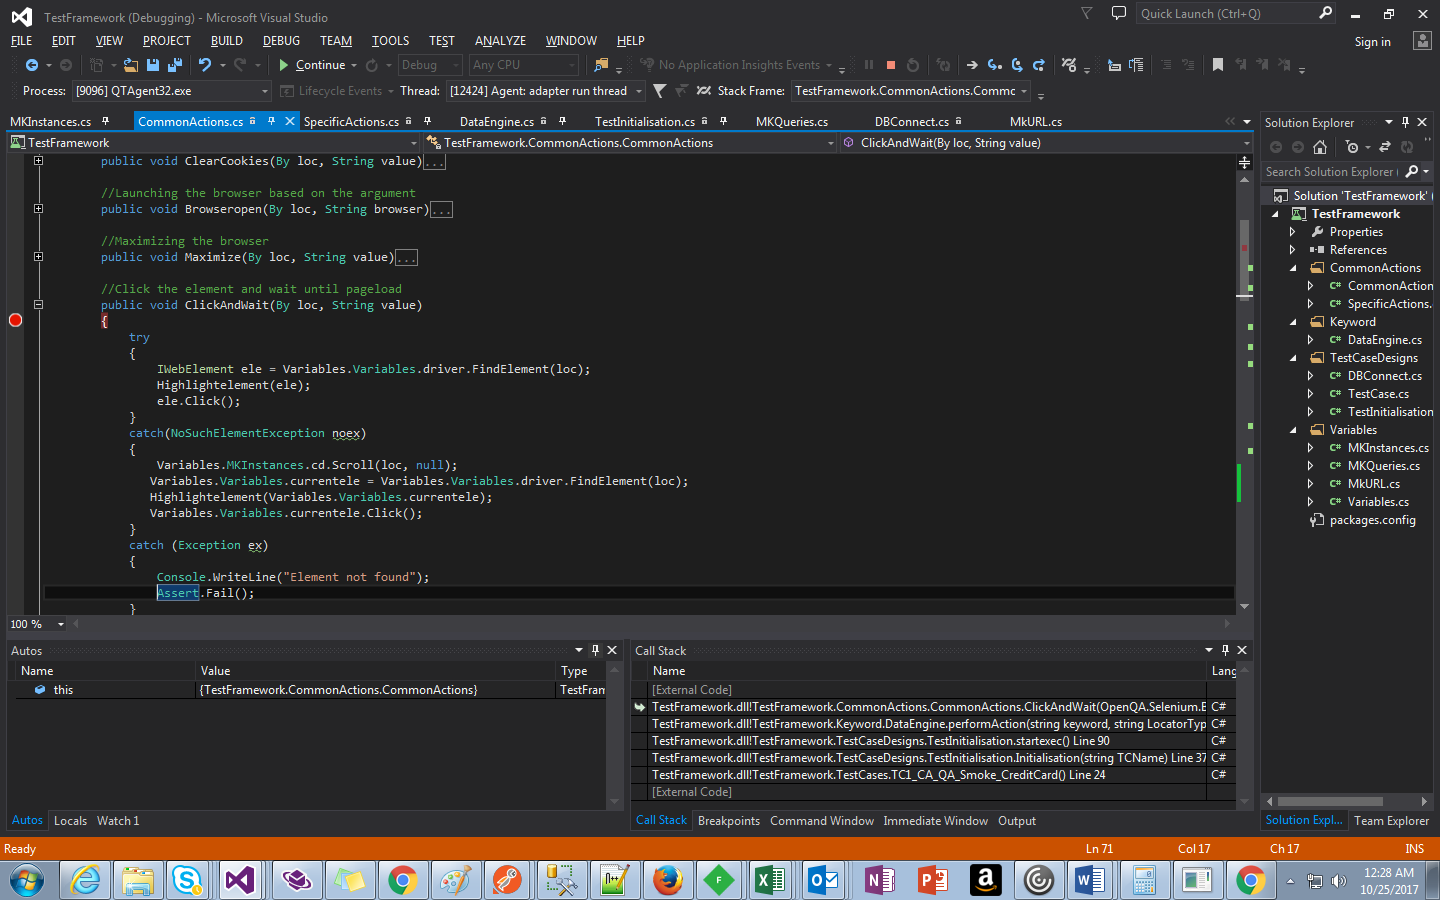 TestFramework (Debugging) - Microsoft Visual Studio
Quick Launch (Ctrl+Q)
FILE EDIT VIEW PROJECT BUILD DEBUG TEAM TOOLS TEST ANALYZE WINDOW HELP
Sign in
Continue Debug Any CPU No Application Insights Events
Process: [9096] QTAgent32.exe Lifecycle Events Thread: [12424] Agent: adapter run thread Stack Frame: TestFramework.CommonActions.Commc
MKInstances.cs CommonActions.cs SpecificActions.cs DataEngine.cs TestInitialisation.cs MKQueries.cs DBConnect.cs MkURL.cs
TestFramework TestFramework.CommonActions.CommonActions ClickAndWait(By loc, String value)
public void ClearCookies(By loc, String value)...
//Launching the browser based on the argument
public void Browseropen(By loc, String browser)...
//Maximizing the browser
public void Maximize(By loc, String value)...
//Click the element and wait until pageload
public void ClickAndWait(By loc, String value)
{
try
{
IWebElement ele = Variables.Variables.driver.FindElement(loc);
Highlightelement(ele);
ele.Click();
}
catch(NoSuchElementException noex)
{
Variables.MKInstances.cd.Scroll(loc, null);
Variables.Variables.currentele = Variables.Variables.driver.FindElement(loc);
Highlightelement(Variables.Variables.currentele);
Variables.Variables.currentele.Click();
}
catch (Exception ex)
{
Console.WriteLine("Element not found");
Assert.Fail();
}
100 %
Solution Explorer
Search Solution Explorer (
Solution 'TestFramework' (
TestFramework
Properties
References
CommonActions
CommonAction
SpecificActions.
Keyword
DataEngine.cs
TestCaseDesigns
DBConnect.cs
TestCase.cs
TestInitialisation
Variables
MKInstances.cs
MKQueries.cs
MkURL.cs
Variables.cs
packages.config
Solution Expl... Team Explorer
Autos
Name Value Type
this {TestFramework.CommonActions.CommonActions} TestFram
Autos Locals Watch 1
Call Stack
Name Lang
[External Code]
TestFramework.dll!TestFramework.CommonActions.CommonActions.ClickAndWait(OpenQA.Selenium.E C#
TestFramework.dll!TestFramework.Keyword.DataEngine.performAction(string keyword, string LocatorTyp C#
TestFramework.dll!TestFramework.TestCaseDesigns.TestInitialisation.startexec() Line 90 C#
TestFramework.dll!TestFramework.TestCaseDesigns.TestInitialisation.Initialisation(string TCName) Line 37 C#
TestFramework.dll!TestFramework.TestCases.TC1_CA_QA_Smoke_CreditCard() Line 24 C#
[External Code]
Call Stack Breakpoints Command Window Immediate Window Output
Ready Ln 71 Col 17 Ch 17 INS
12:28 AM
10/25/2017